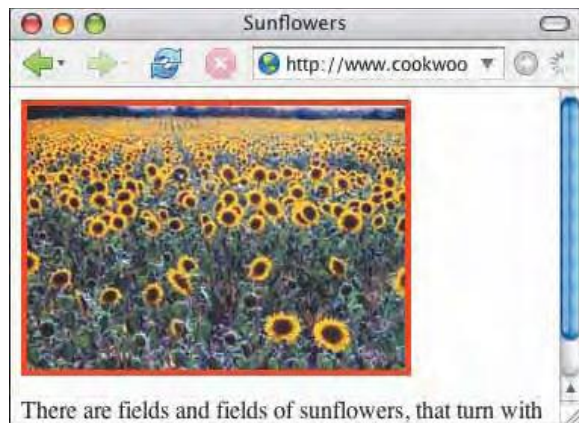 Sunflowers
http://www.cookwoo
There are fields and fields of sunflowers, that turn with